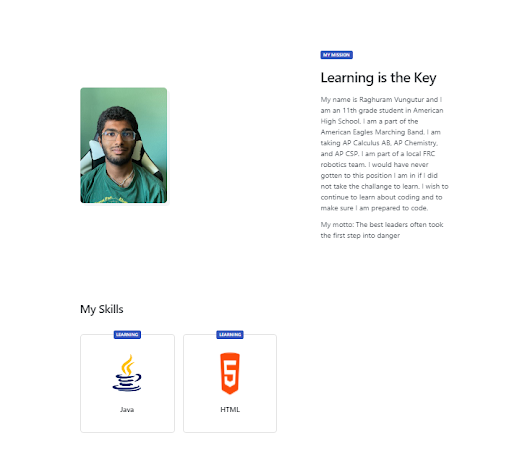 MY MISSION
Learning is the Key
My name is Raghuram Vungutur and I
am an 11th grade student in American
High School. I am a part of the
American Eagles Marching Band. I am
taking AP Calculus AB, AP Chemistry,
and AP CSP, I am part of a local FRC
robotics team. I would have never
gotten to this position I am in if I did
not take the challange to learn. I wish to
continue to learn about coding and to
make sure I am prepared to code.
My motto: The best leaders often took
the first step into danger
My Skills
LEARNING
LEARNING
Java
HTML